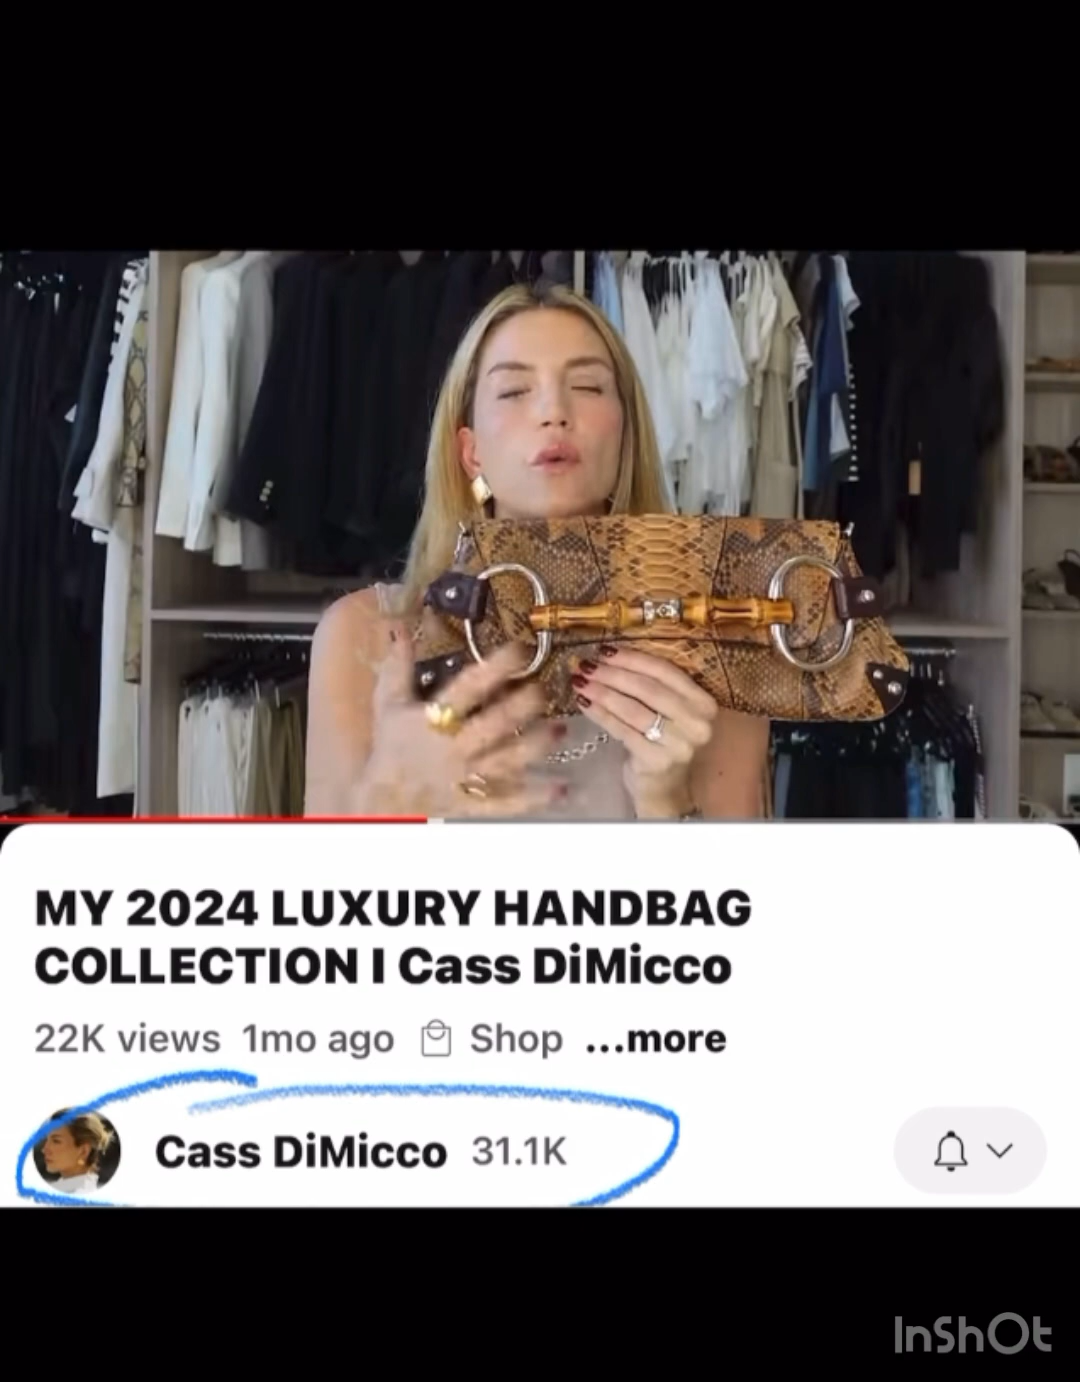 MY 2024 LUXURY HANDBAG
COLLECTION I Cass DiMicco
22K views 1mo ago Shop ...more
Cass DiMicco 31.1K
InShOt